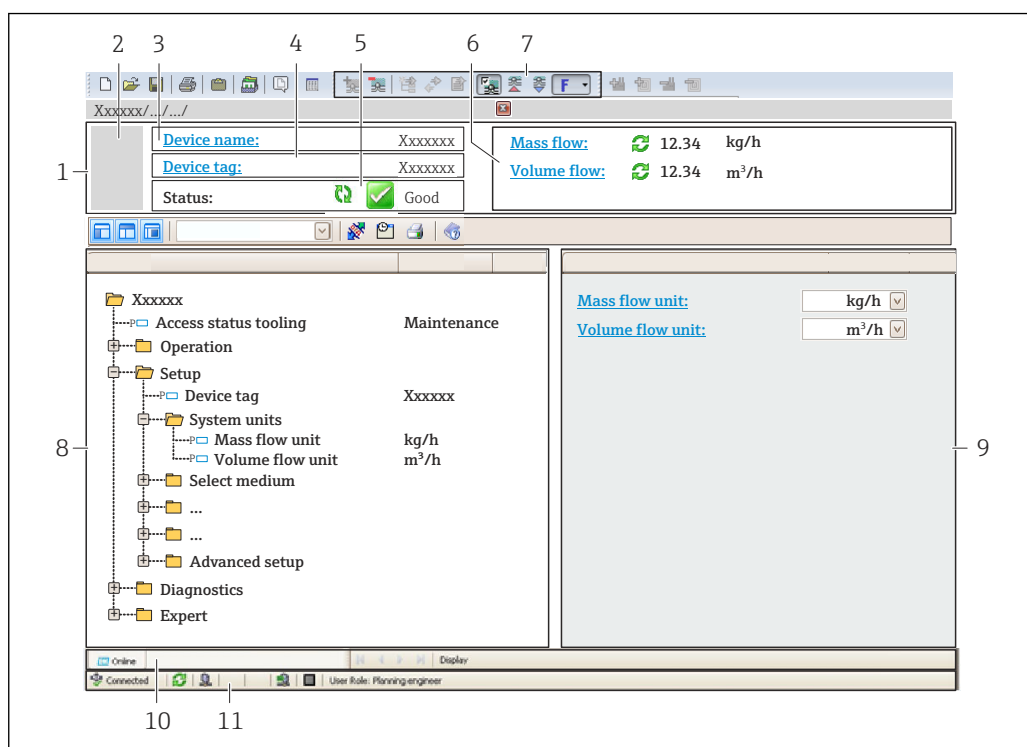 2 3 4 5 6 7
F
Xxxxxx/.../.../
1
Device name: Xxxxxxx
Device tag: Xxxxxxx
Status: Good
Mass flow: 12.34 kg/h
Volume flow: 12.34 m³/h
Xxxxxx
P Access status tooling Maintenance
Operation
Setup
P Device tag Xxxxxx
System units
P Mass flow unit kg/h
P Volume flow unit m³/h
Select medium
...
...
Advanced setup
Diagnostics
Expert
Mass flow unit: kg/h
Volume flow unit: m³/h
8
9
Online Display
Connected User Role: Planning engineer
10 11